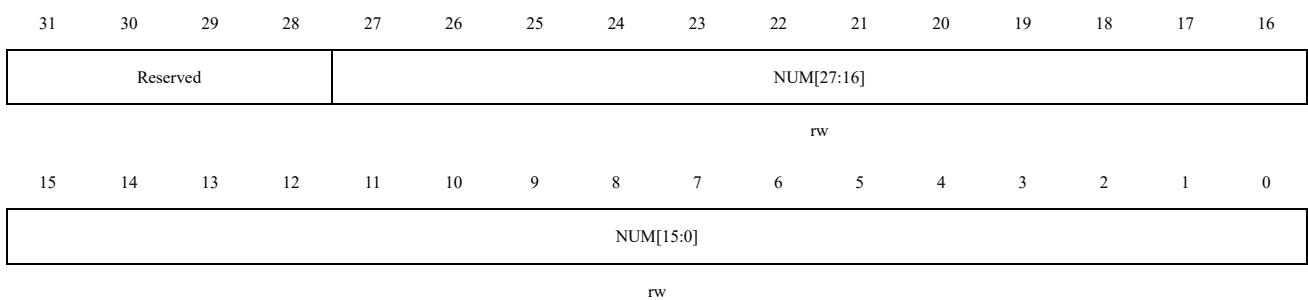 31 30 29 28 27 26 25 24 23 22 21 20 19 18 17 16
Reserved NUM[27:16]
rw
15 14 13 12 11 10 9 8 7 6 5 4 3 2 1 0
NUM[15:0]
rw